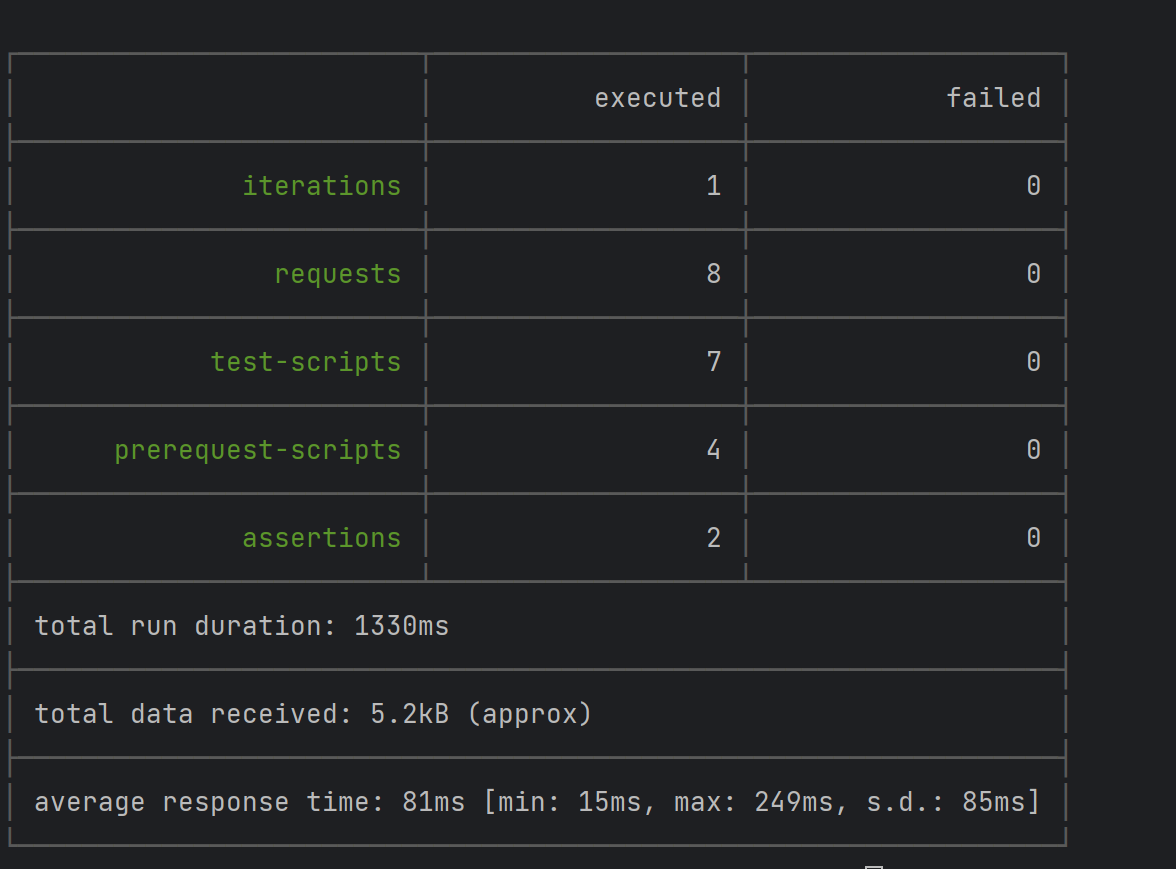 executed failed
iterations 1 0
requests 8 0
test-scripts 7 0
prerequest-scripts 4 0
assertions 2 0
total run duration: 1330ms
total data received: 5.2kB (approx)
average response time: 81ms [min: 15ms, max: 249ms, s.d.: 85ms]